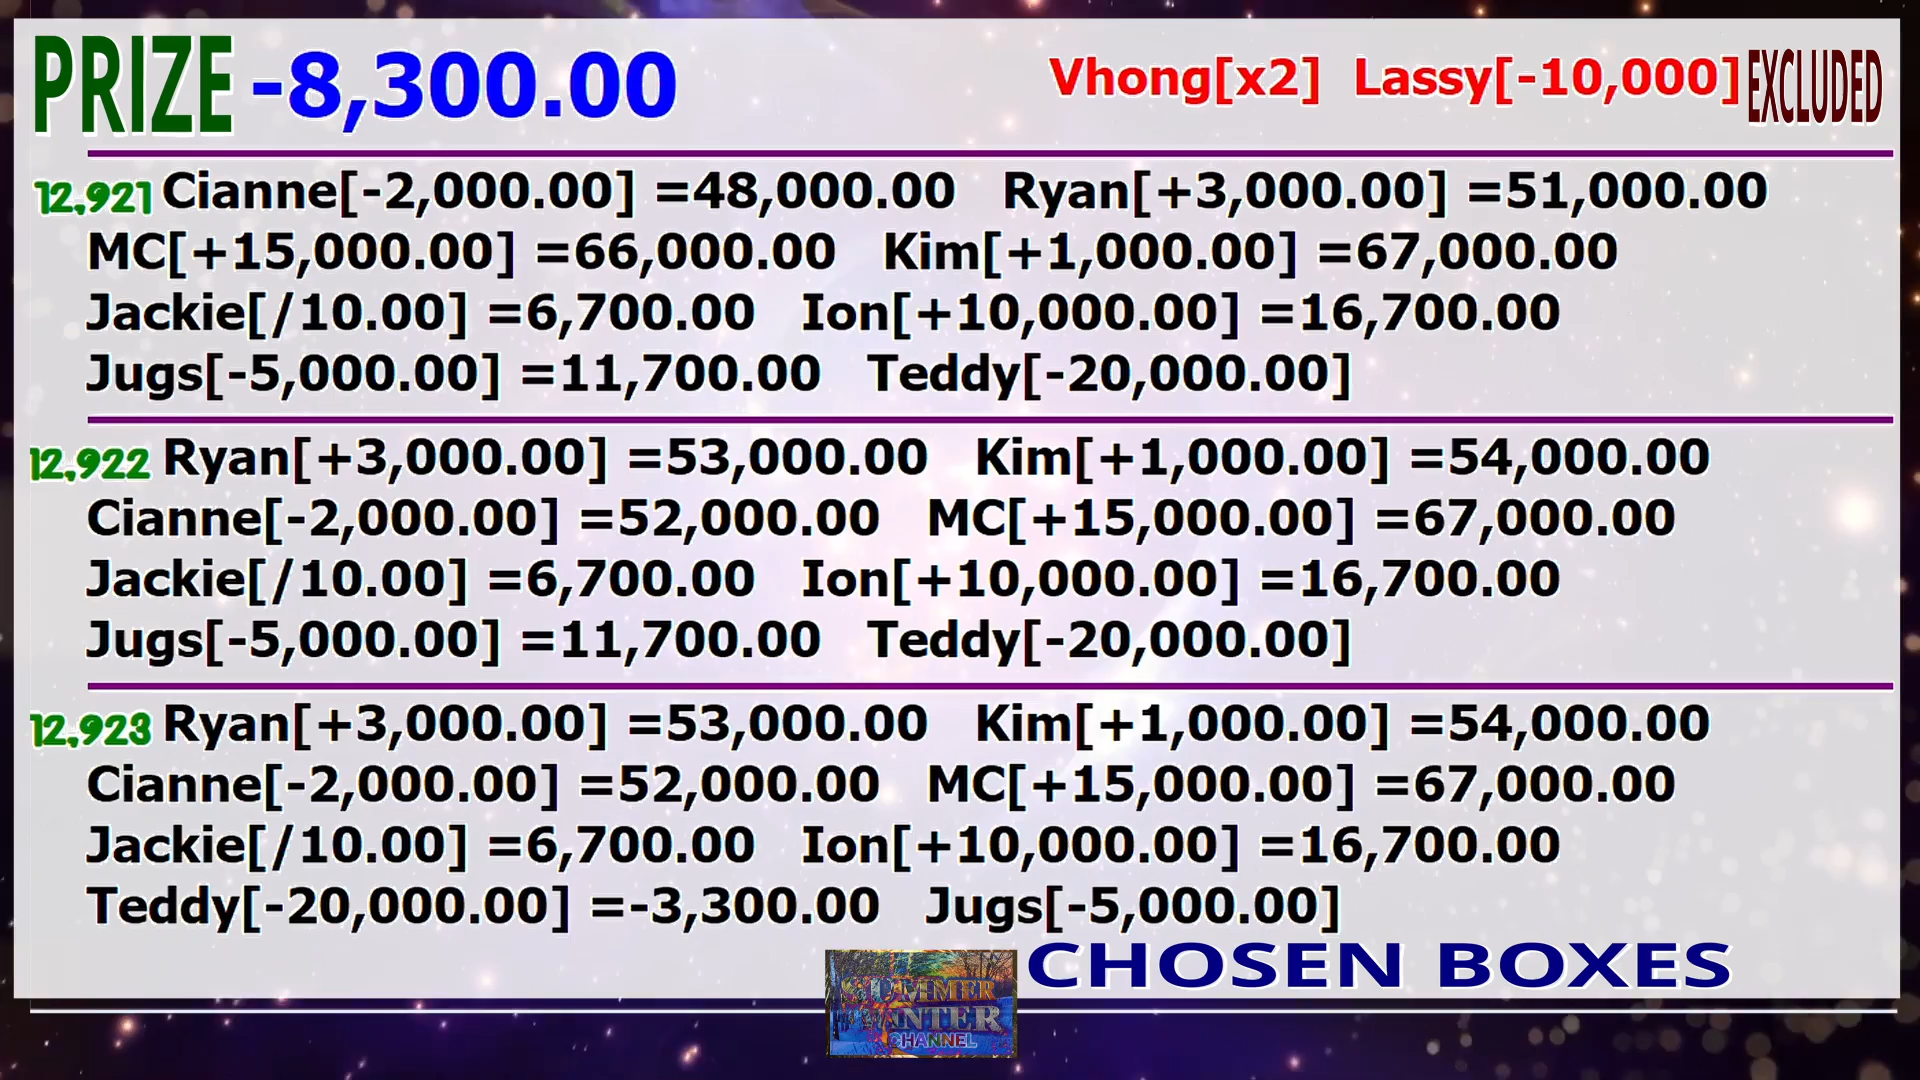 PRIZE -8,300.00 Vhong[x2] Lassy[-10,000] EXCLUDED
12,921 Cianne[-2,000.00] =48,000.00 Ryan[+3,000.00] =51,000.00
MC[+15,000.00] =66,000.00 Kim[+1,000.00] =67,000.00
Jackie[/10.00] =6,700.00 Ion[+10,000.00] =16,700.00
Jugs[-5,000.00] =11,700.00 Teddy[-20,000.00]
12,922 Ryan[+3,000.00] =53,000.00 Kim[+1,000.00] =54,000.00
Cianne[-2,000.00] =52,000.00 MC[+15,000.00] =67,000.00
Jackie[/10.00] =6,700.00 Ion[+10,000.00] =16,700.00
Jugs[-5,000.00] =11,700.00 Teddy[-20,000.00]
12,923 Ryan[+3,000.00] =53,000.00 Kim[+1,000.00] =54,000.00
Cianne[-2,000.00] =52,000.00 MC[+15,000.00] =67,000.00
Jackie[/10.00] =6,700.00 Ion[+10,000.00] =16,700.00
Teddy[-20,000.00] =-3,300.00 Jugs[-5,000.00]
CHOSEN BOXES
WINTER
CHANNEL